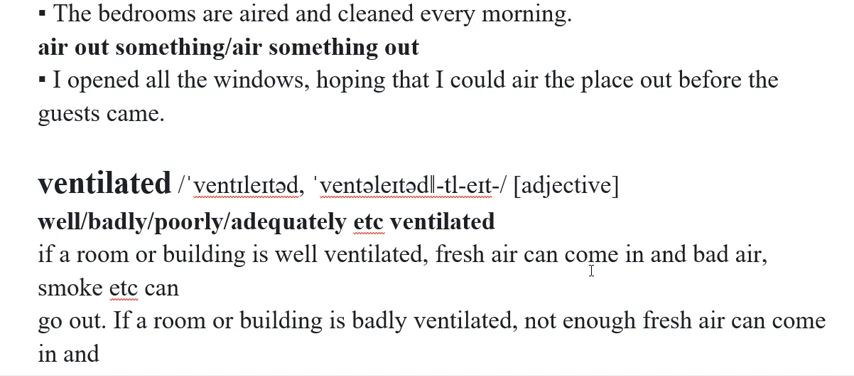 ▪ The bedrooms are aired and cleaned every morning.
air out something/air something out
▪ I opened all the windows, hoping that I could air the place out before the
guests came.
ventilated /ˈventɪleɪtəd, ˈventəleɪtədǁ-tl-eɪt-/ [adjective]
well/badly/poorly/adequately etc ventilated
if a room or building is well ventilated, fresh air can come in and bad air,
smoke etc can
go out. If a room or building is badly ventilated, not enough fresh air can come
in and